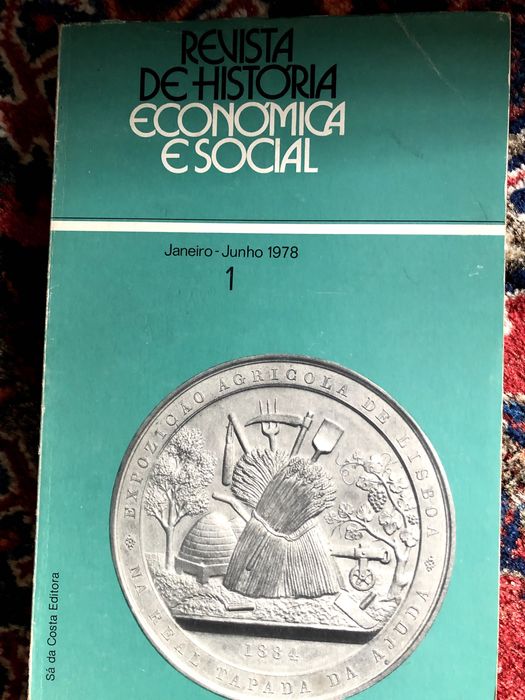 REVISTA
DE HISTÓRIA
ECONÓMICA
E SOCIAL
Janeiro - Junho 1978
1
EXPOZIÇÃO AGRICOLA DE LISBOA
NA REAL TAPADA DA AJUDA
1884
Sá da Costa Editora